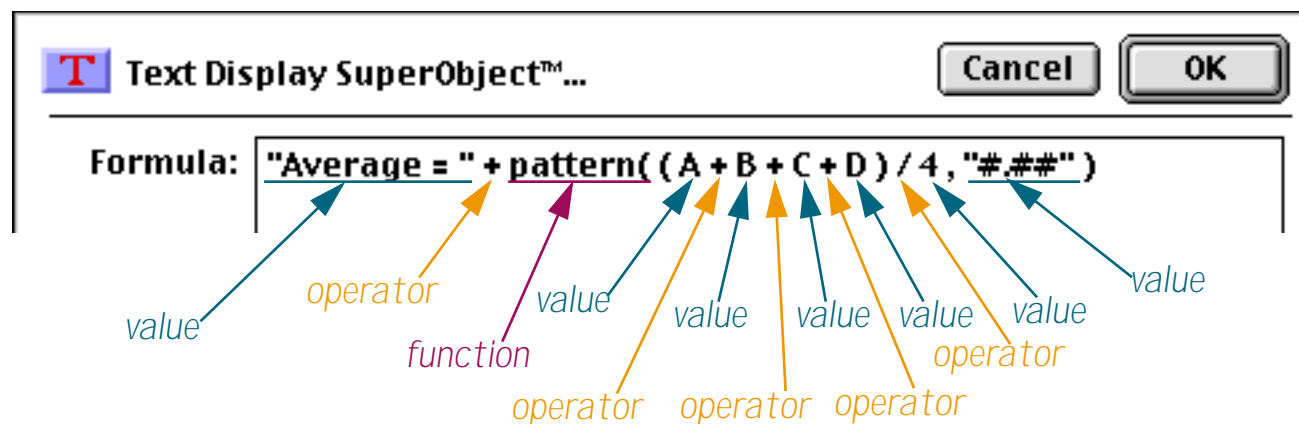 T Text Display SuperObject™... Cancel OK
Formula: "Average = " + pattern( ( A + B + C + D ) / 4 , "#.##" )
operator value value
value value value value value
function operator
operator operator operator